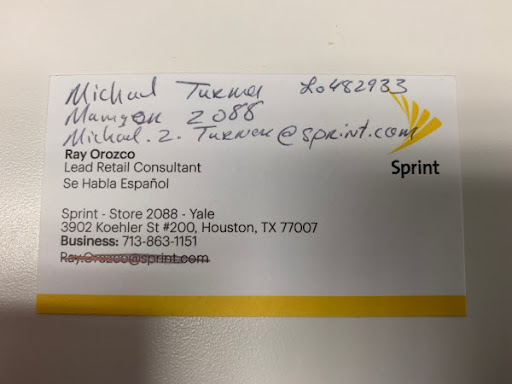 Michael Turner Lo482933
Manager 2088
Michael.Z.Turner@sprint.com
Ray Orozco
Lead Retail Consultant
Se Habla Español
Sprint
Sprint - Store 2088 - Yale
3902 Koehler St #200, Houston, TX 77007
Business: 713-863-1151
Ray.Orozco@sprint.com